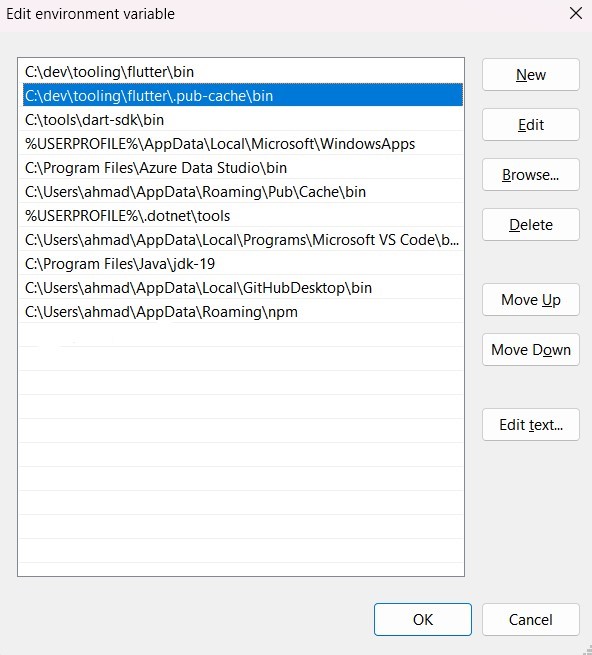 Edit environment variable
C:\dev\tooling\flutter\bin
C:\dev\tooling\flutter\.pub-cache\bin
C:\tools\dart-sdk\bin
%USERPROFILE%\AppData\Local\Microsoft\WindowsApps
C:\Program Files\Azure Data Studio\bin
C:\Users\ahmad\AppData\Roaming\Pub\Cache\bin
%USERPROFILE%\.dotnet\tools
C:\Users\ahmad\AppData\Local\Programs\Microsoft VS Code\b...
C:\Program Files\Java\jdk-19
C:\Users\ahmad\AppData\Local\GitHubDesktop\bin
C:\Users\ahmad\AppData\Roaming\npm
New
Edit
Browse...
Delete
Move Up
Move Down
Edit text...
OK
Cancel